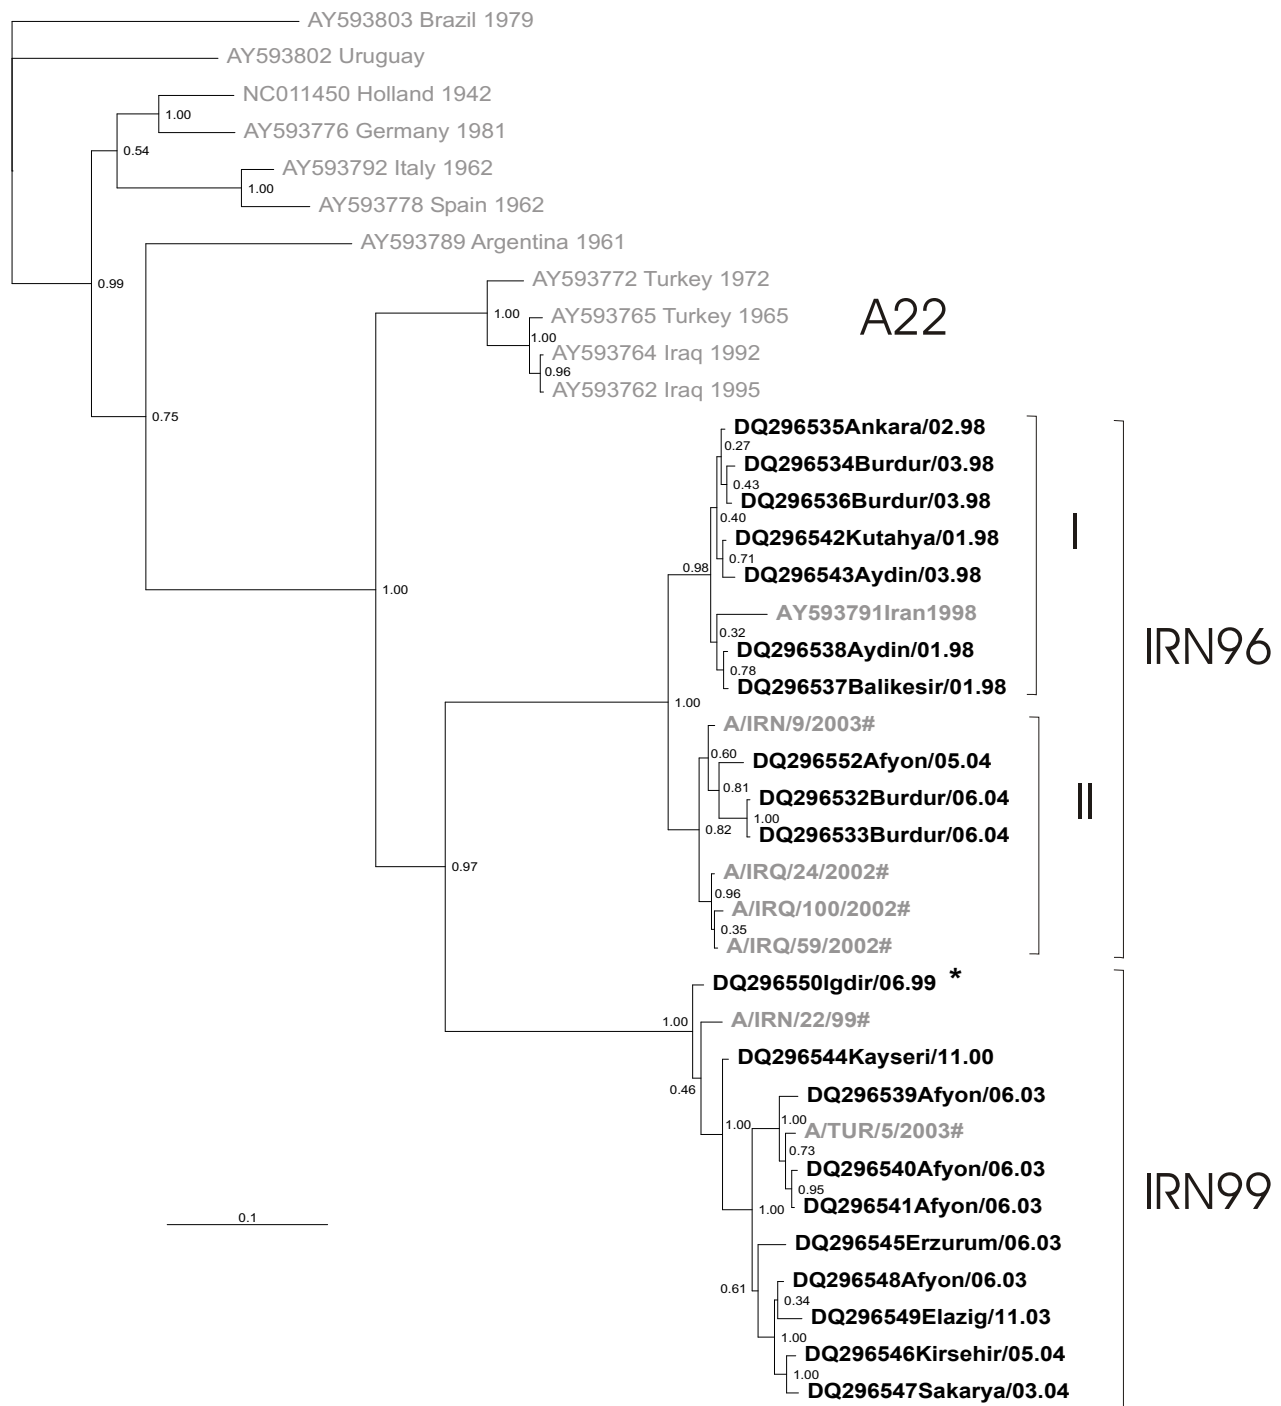 AY593803 Brazil 1979
AY593802 Uruguay
NC011450 Holland 1942
1.00
AY593776 Germany 1981
0.54
AY593792 Italy 1962
1.00
AY593778 Spain 1962
AY593789 Argentina 1961
AY593772 Turkey 1972
0.99
1.00
AY593765 Turkey 1965
A22
1.00
AY593764 Iraq 1992
0.96
AY593762 Iraq 1995
0.75
DQ296535Ankara/02.98
0.27
DQ296534Burdur/03.98
0.43
DQ296536Burdur/03.98
0.40
I
DQ296542Kutahya/01.98
0.71
0.98
DQ296543Aydin/03.98
1.00
AY593791Iran1998
0.32
IRN96
DQ296538Aydin/01.98
0.78
DQ296537Balikesir/01.98
1.00
A/IRN/9/2003#
0.60
DQ296552Afyon/05.04
0.81
DQ296532Burdur/06.04
II
1.00
0.82
DQ296533Burdur/06.04
0.97
A/IRQ/24/2002#
0.96
A/IRQ/100/2002#
0.35
A/IRQ/59/2002#
DQ296550Igdir/06.99 *
1.00
A/IRN/22/99#
DQ296544Kayseri/11.00
0.46
DQ296539Afyon/06.03
1.00
1.00
A/TUR/5/2003#
0.73
DQ296540Afyon/06.03
0.95
IRN99
1.00
DQ296541Afyon/06.03
0.1
DQ296545Erzurum/06.03
DQ296548Afyon/06.03
0.61
0.34
DQ296549Elazig/11.03
1.00
DQ296546Kirsehir/05.04
1.00
DQ296547Sakarya/03.04